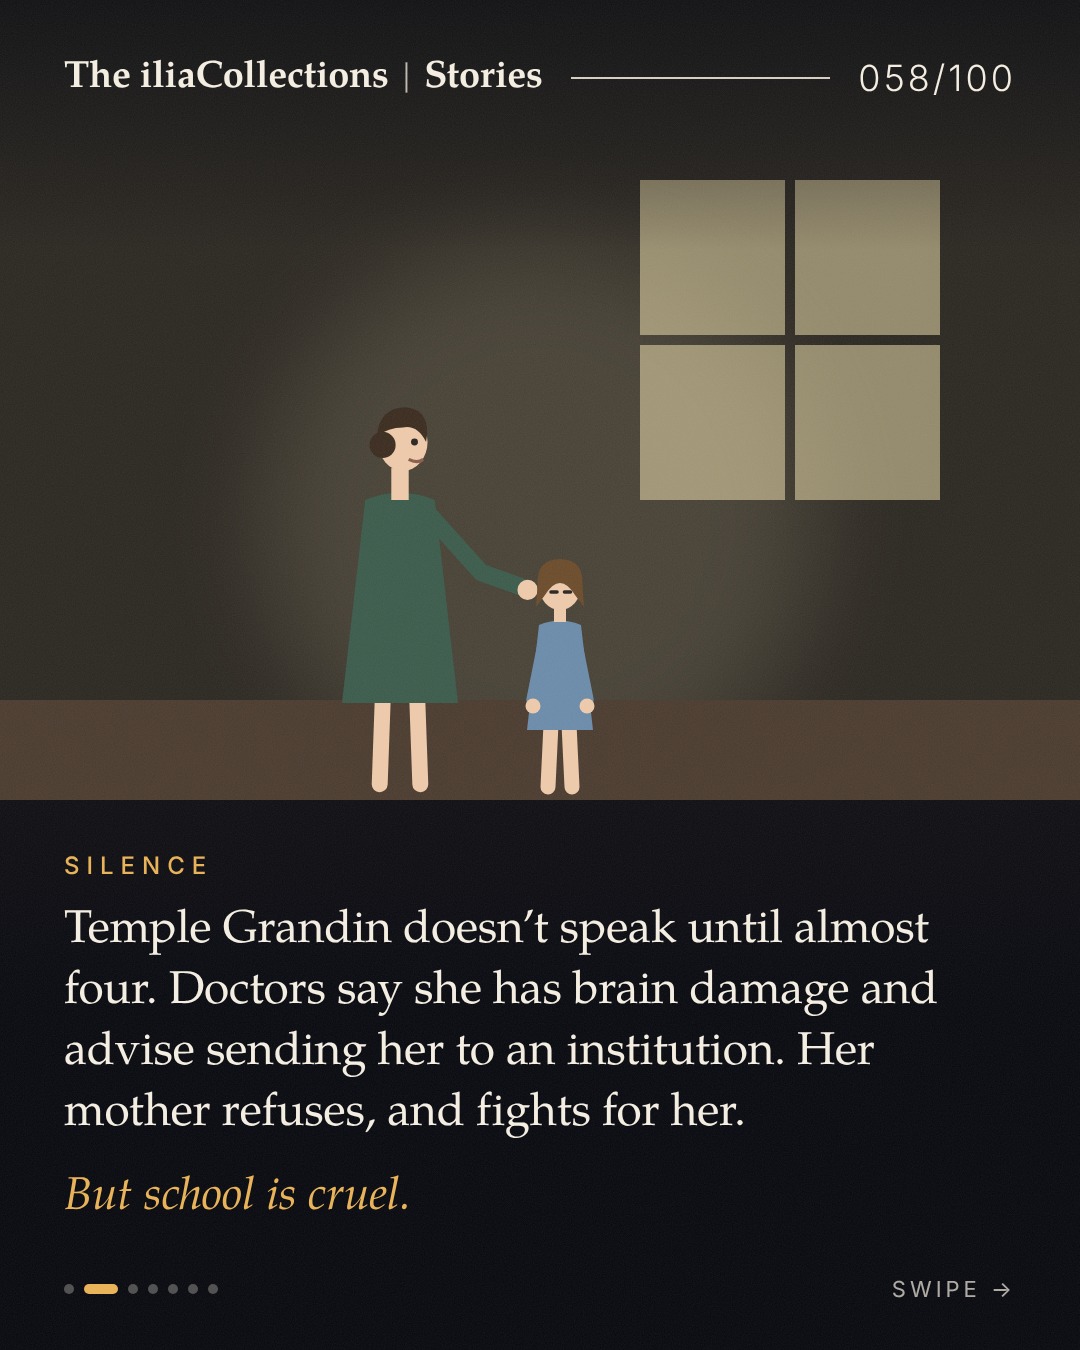 The iliaCollections | Stories 058/100
SILENCE
Temple Grandin doesn’t speak until almost
four. Doctors say she has brain damage and
advise sending her to an institution. Her
mother refuses, and fights for her.
But school is cruel.
SWIPE →